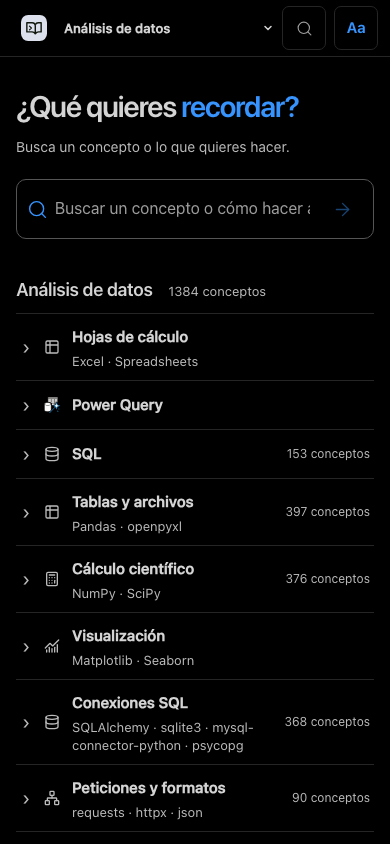 Análisis de datos
Aa
¿Qué quieres recordar?
Busca un concepto o lo que quieres hacer.
Buscar un concepto o cómo hacer a
Análisis de datos 1384 conceptos
Hojas de cálculo
Excel · Spreadsheets
Power Query
SQL 153 conceptos
Tablas y archivos
397 conceptos
Pandas · openpyxl
Cálculo científico
376 conceptos
NumPy · SciPy
Visualización
Matplotlib · Seaborn
Conexiones SQL
368 conceptos
SQLAlchemy · sqlite3 · mysql-
connector-python · psycopg
Peticiones y formatos
90 conceptos
requests · httpx · json